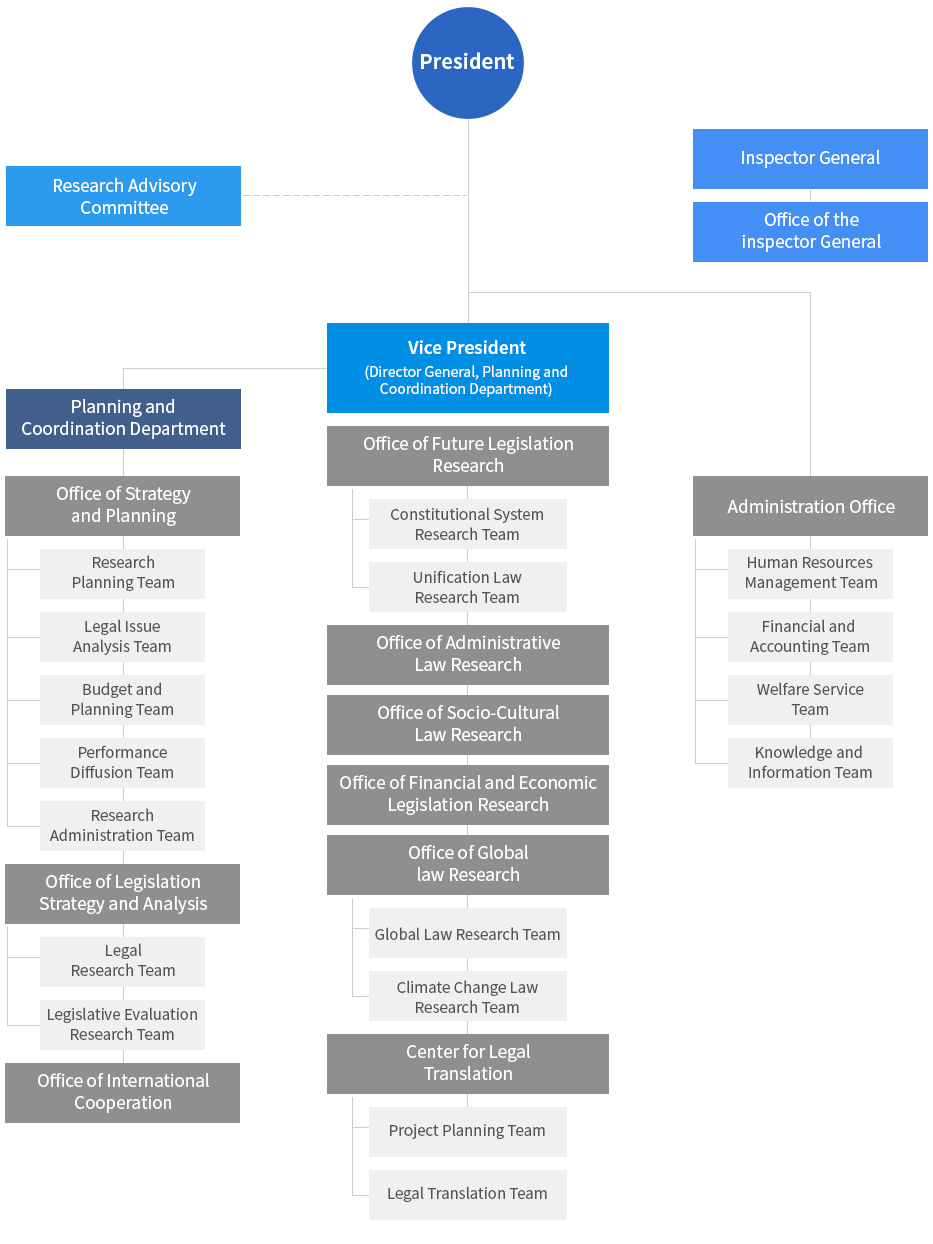 President
Inspector General
Research Advisory
Committee
Office of the
inspector General
Vice President
(Director General, Planning and
Coordination Department)
Planning and
Coordination Department
Office of Strategy
and Planning
Research
Planning Team
Legal Issue
Analysis Team
Budget and
Planning Team
Performance
Diffusion Team
Research
Administration Team
Office of Legislation
Strategy and Analysis
Legal
Research Team
Legislative Evaluation
Research Team
Office of International
Cooperation
Office of Future Legislation
Research
Constitutional System
Research Team
Unification Law
Research Team
Office of Administrative
Law Research
Office of Socio-Cultural
Law Research
Office of Financial and Economic
Legislation Research
Office of Global
law Research
Global Law Research Team
Climate Change Law
Research Team
Center for Legal
Translation
Project Planning Team
Legal Translation Team
Administration Office
Human Resources
Management Team
Financial and
Accounting Team
Welfare Service
Team
Knowledge and
Information Team